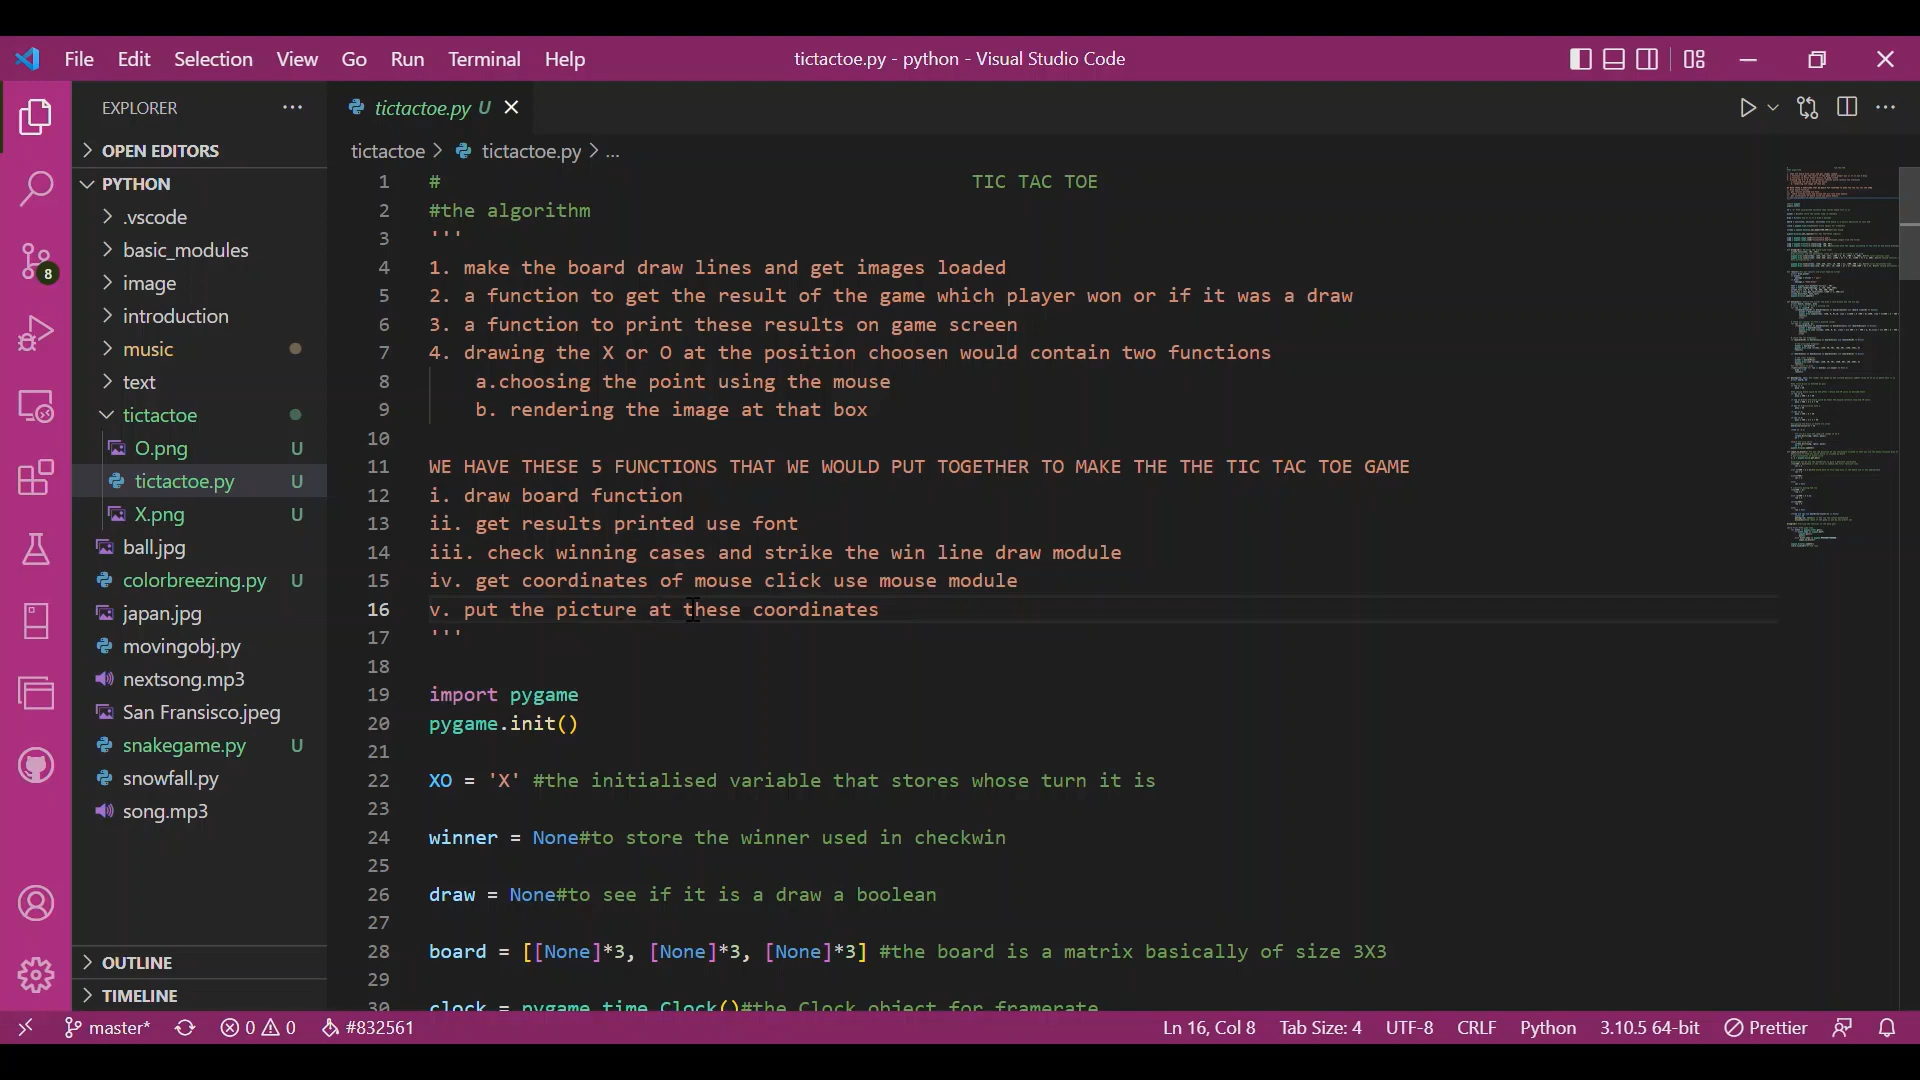 File Edit Selection View Go Run Terminal Help
tictactoe.py - python - Visual Studio Code
EXPLORER
OPEN EDITORS
PYTHON
.vscode
basic_modules
image
introduction
music
text
tictactoe
O.png U
tictactoe.py U
X.png U
ball.jpg
colorbreezing.py U
japan.jpg
movingobj.py
nextsong.mp3
San Fransisco.jpeg
snakegame.py U
snowfall.py
song.mp3
OUTLINE
TIMELINE
8
tictactoe.py U
tictactoe > tictactoe.py > ...
1 # TIC TAC TOE
2 #the algorithm
3 '''
4 1. make the board draw lines and get images loaded
5 2. a function to get the result of the game which player won or if it was a draw
6 3. a function to print these results on game screen
7 4. drawing the X or O at the position choosen would contain two functions
8 a.choosing the point using the mouse
9 b. rendering the image at that box
10
11 WE HAVE THESE 5 FUNCTIONS THAT WE WOULD PUT TOGETHER TO MAKE THE THE TIC TAC TOE GAME
12 i. draw board function
13 ii. get results printed use font
14 iii. check winning cases and strike the win line draw module
15 iv. get coordinates of mouse click use mouse module
16 v. put the picture at these coordinates
17 '''
18
19 import pygame
20 pygame.init()
21
22 XO = 'X' #the initialised variable that stores whose turn it is
23
24 winner = None#to store the winner used in checkwin
25
26 draw = None#to see if it is a draw a boolean
27
28 board = [[None]*3, [None]*3, [None]*3] #the board is a matrix basically of size 3X3
29
30 clock = pygame.time.Clock()#the Clock object for framerate
master* 0 0 #832561
Ln 16, Col 8 Tab Size: 4 UTF-8 CRLF Python 3.10.5 64-bit Prettier